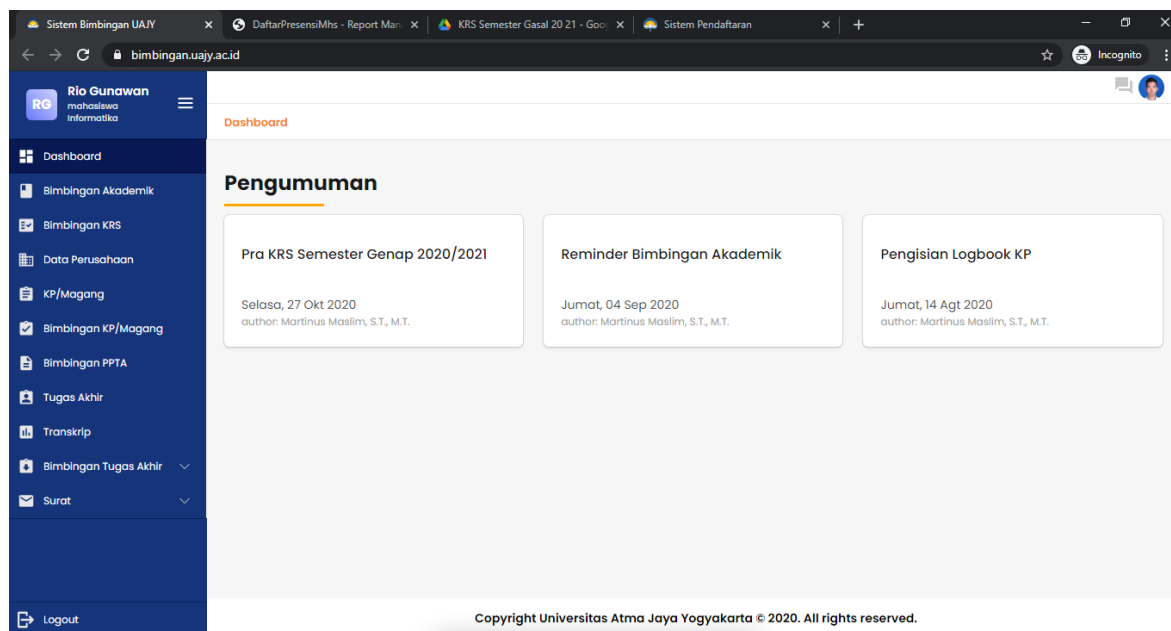 Sistem Bimbingan UAJY
DaftarPresensiMhs - Report Man
KRS Semester Gasal 20 21 - Goog
Sistem Pendaftaran
bimbingan.uajy.ac.id
Incognito
RG
Rio Gunawan
mahasiswa
Informatika
Dashboard
Bimbingan Akademik
Bimbingan KRS
Data Perusahaan
KP/Magang
Bimbingan KP/Magang
Bimbingan PPTA
Tugas Akhir
Transkrip
Bimbingan Tugas Akhir
Surat
Logout
Dashboard
Pengumuman
Pra KRS Semester Genap 2020/2021
Selasa, 27 Okt 2020
author: Martinus Maslim, S.T., M.T.
Reminder Bimbingan Akademik
Jumat, 04 Sep 2020
author: Martinus Maslim, S.T., M.T.
Pengisian Logbook KP
Jumat, 14 Agt 2020
author: Martinus Maslim, S.T., M.T.
Copyright Universitas Atma Jaya Yogyakarta © 2020. All rights reserved.